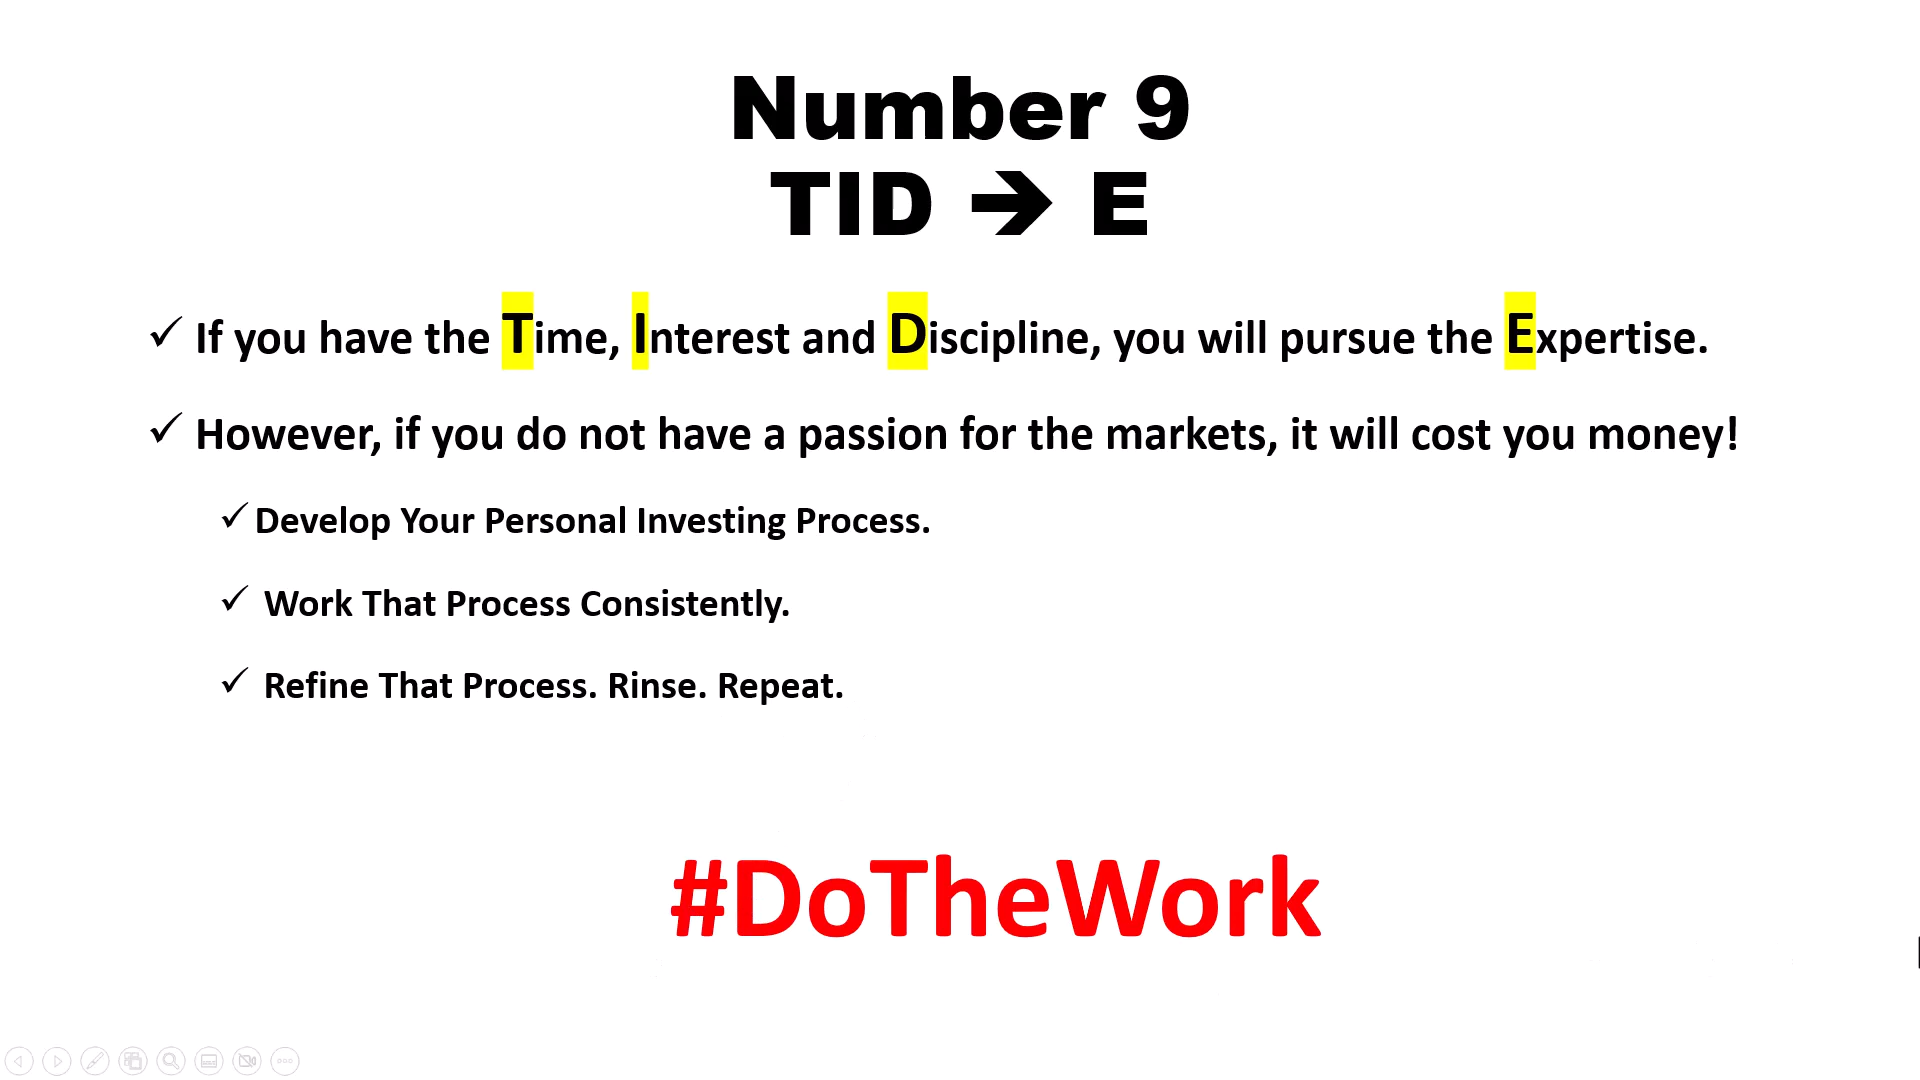 Number 9
TID → E
✓ If you have the Time, Interest and Discipline, you will pursue the Expertise.
✓ However, if you do not have a passion for the markets, it will cost you money!
✓ Develop Your Personal Investing Process.
✓ Work That Process Consistently.
✓ Refine That Process. Rinse. Repeat.
#DoTheWork